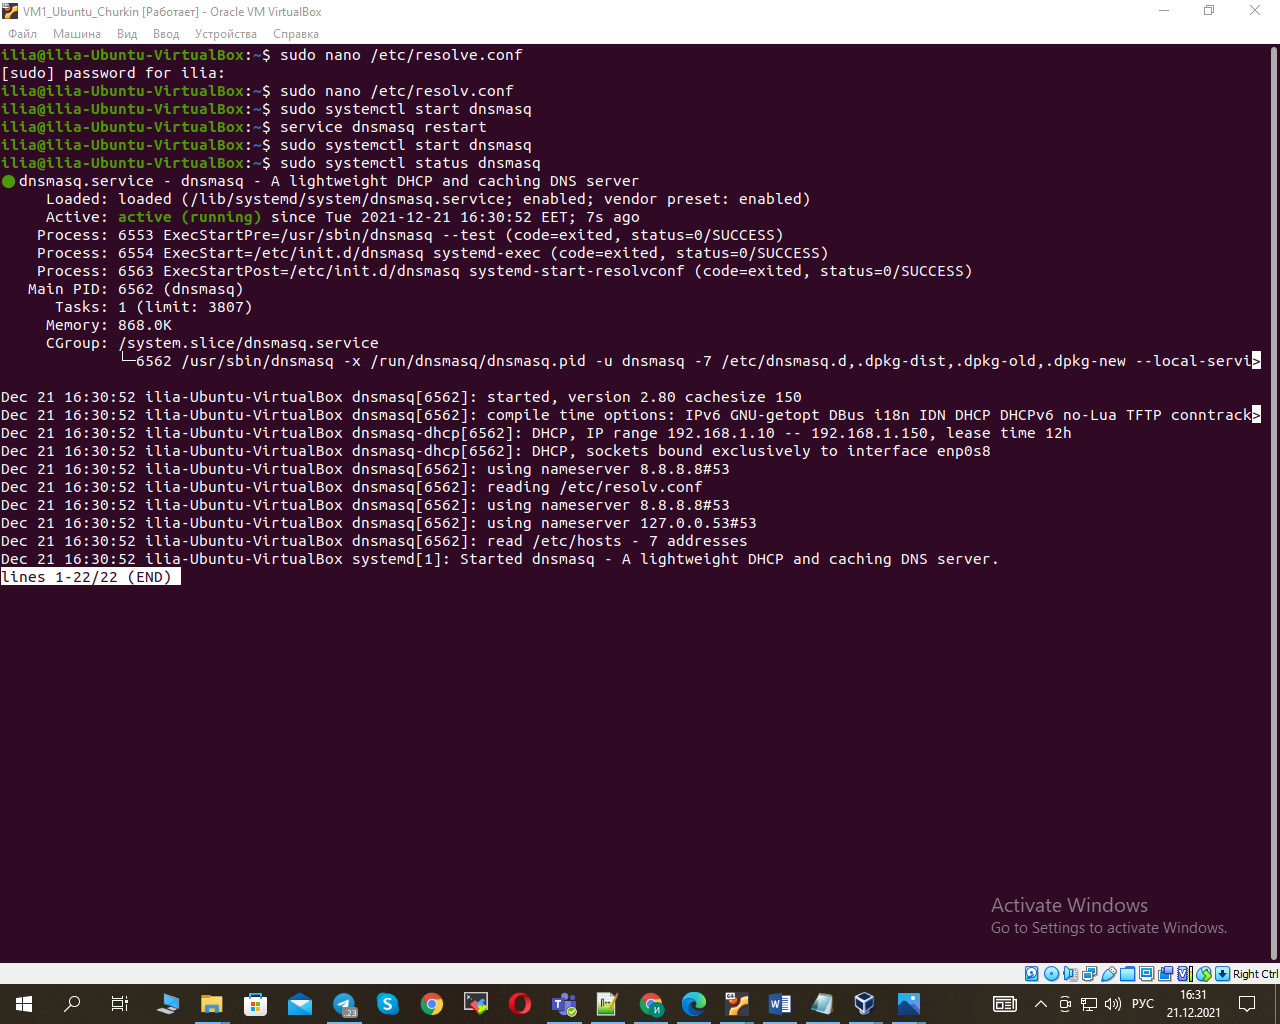 VM1_Ubuntu_Churkin [Работает] - Oracle VM VirtualBox
Файл Машина Вид Ввод Устройства Справка
ilia@ilia-Ubuntu-VirtualBox:~$ sudo nano /etc/resolve.conf
[sudo] password for ilia:
ilia@ilia-Ubuntu-VirtualBox:~$ sudo nano /etc/resolv.conf
ilia@ilia-Ubuntu-VirtualBox:~$ sudo systemctl start dnsmasq
ilia@ilia-Ubuntu-VirtualBox:~$ service dnsmasq restart
ilia@ilia-Ubuntu-VirtualBox:~$ sudo systemctl start dnsmasq
ilia@ilia-Ubuntu-VirtualBox:~$ sudo systemctl status dnsmasq
dnsmasq.service - dnsmasq - A lightweight DHCP and caching DNS server
Loaded: loaded (/lib/systemd/system/dnsmasq.service; enabled; vendor preset: enabled)
Active: active (running) since Tue 2021-12-21 16:30:52 EET; 7s ago
Process: 6553 ExecStartPre=/usr/sbin/dnsmasq --test (code=exited, status=0/SUCCESS)
Process: 6554 ExecStart=/etc/init.d/dnsmasq systemd-exec (code=exited, status=0/SUCCESS)
Process: 6563 ExecStartPost=/etc/init.d/dnsmasq systemd-start-resolvconf (code=exited, status=0/SUCCESS)
Main PID: 6562 (dnsmasq)
Tasks: 1 (limit: 3807)
Memory: 868.0K
CGroup: /system.slice/dnsmasq.service
└─6562 /usr/sbin/dnsmasq -x /run/dnsmasq/dnsmasq.pid -u dnsmasq -7 /etc/dnsmasq.d,.dpkg-dist,.dpkg-old,.dpkg-new --local-servi>
Dec 21 16:30:52 ilia-Ubuntu-VirtualBox dnsmasq[6562]: started, version 2.80 cachesize 150
Dec 21 16:30:52 ilia-Ubuntu-VirtualBox dnsmasq[6562]: compile time options: IPv6 GNU-getopt DBus i18n IDN DHCP DHCPv6 no-Lua TFTP conntrack>
Dec 21 16:30:52 ilia-Ubuntu-VirtualBox dnsmasq-dhcp[6562]: DHCP, IP range 192.168.1.10 -- 192.168.1.150, lease time 12h
Dec 21 16:30:52 ilia-Ubuntu-VirtualBox dnsmasq-dhcp[6562]: DHCP, sockets bound exclusively to interface enp0s8
Dec 21 16:30:52 ilia-Ubuntu-VirtualBox dnsmasq[6562]: using nameserver 8.8.8.8#53
Dec 21 16:30:52 ilia-Ubuntu-VirtualBox dnsmasq[6562]: reading /etc/resolv.conf
Dec 21 16:30:52 ilia-Ubuntu-VirtualBox dnsmasq[6562]: using nameserver 8.8.8.8#53
Dec 21 16:30:52 ilia-Ubuntu-VirtualBox dnsmasq[6562]: using nameserver 127.0.0.53#53
Dec 21 16:30:52 ilia-Ubuntu-VirtualBox dnsmasq[6562]: read /etc/hosts - 7 addresses
Dec 21 16:30:52 ilia-Ubuntu-VirtualBox systemd[1]: Started dnsmasq - A lightweight DHCP and caching DNS server.
lines 1-22/22 (END)
Activate Windows
Go to Settings to activate Windows.
Right Ctrl
23
РУС
16:31
21.12.2021